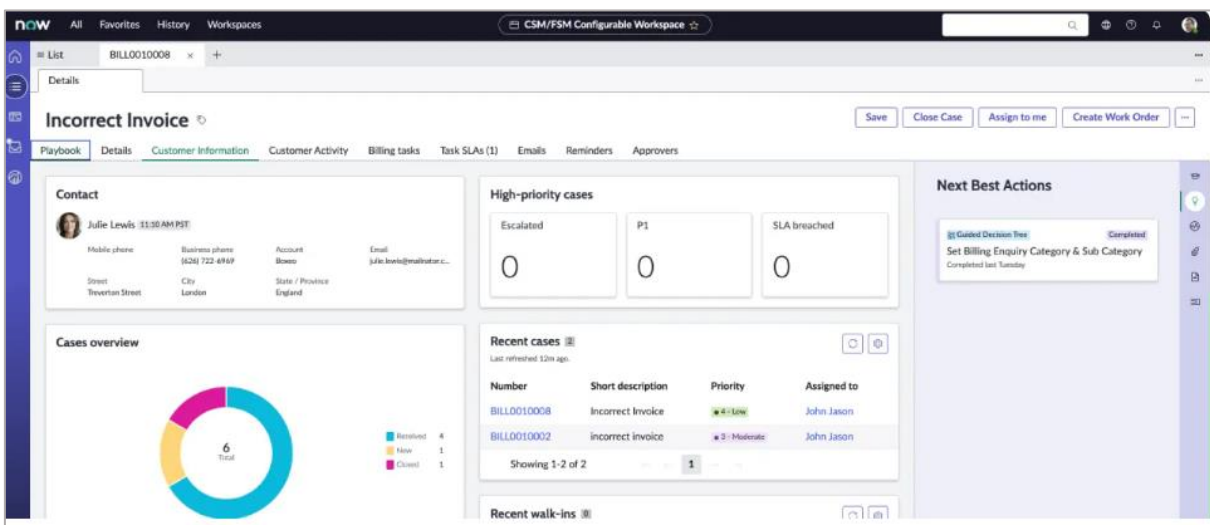 now All Favorites History Workspaces CSM/FSM Configurable Workspace
List BILL0010008 × +
Details
Incorrect Invoice
Save Close Case Assign to me Create Work Order
Playbook Details Customer Information Customer Activity Billing tasks Task SLAs (1) Emails Reminders Approvers
Contact
Julie Lewis 11:50 AM PST
Mobile phone Business phone Account Email
(626) 722-6969 Boxeo julie.lewis@mailinator.c...
Street City State / Province
Treverton Street London England
High-priority cases
Escalated P1 SLA breached
0 0 0
Next Best Actions
Guided Decision Tree Completed
Set Billing Enquiry Category & Sub Category
Completed last Tuesday
Cases overview
6
Total
Received 4
New 1
Closed 1
Recent cases 2
Last refreshed 12m ago.
Number Short description Priority Assigned to
BILL0010008 Incorrect Invoice 4 - Low John Jason
BILL0010002 incorrect invoice 3 - Moderate John Jason
Showing 1-2 of 2 1
Recent walk-ins 0